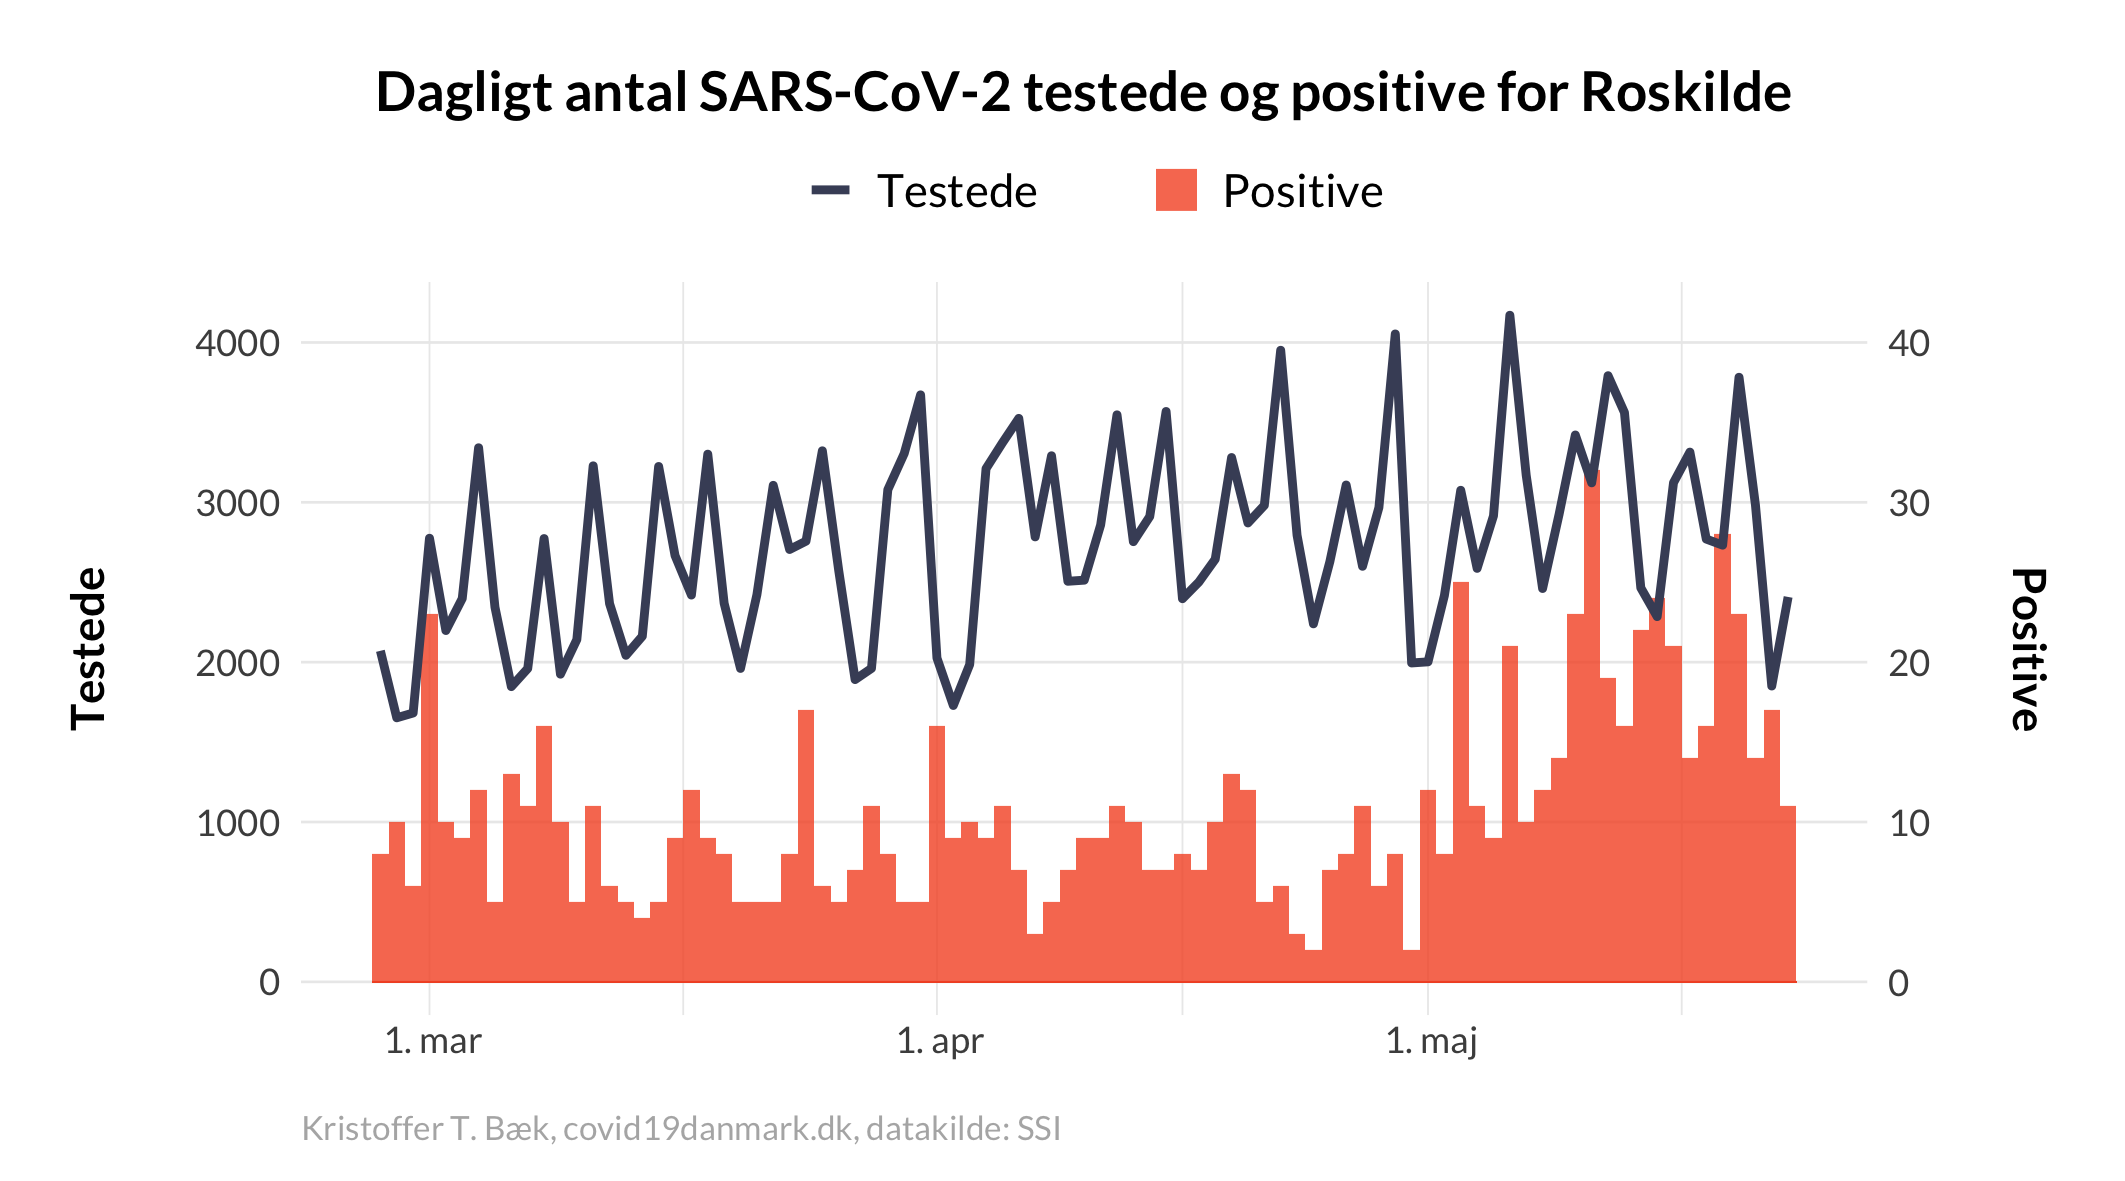 Dagligt antal SARS-CoV-2 testede og positive for Roskilde
Testede
Positive
4000
3000
2000
1000
0
40
30
20
10
0
Testede
Positive
1. mar
1. apr
1. maj
Kristoffer T. Bæk, covid19danmark.dk, datakilde: SSI